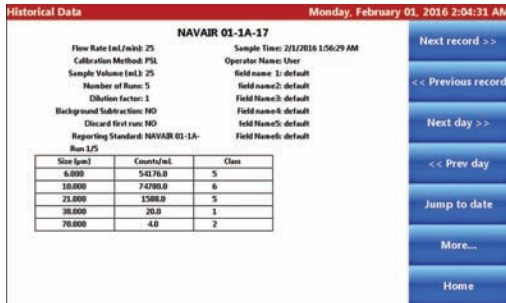 Historical Data Monday, February 01, 2016 2:04:31 AM
NAVAIR 01-1A-17
Flow Rate (mL/min): 25 Sample Time: 2/1/2016 1:56:29 AM
Calibration Method: PSL Operator Name: User
Sample Volume (mL): 25 field name 1: default
Number of Runs: 5 field name2: default
Dilution factor: 1 Field Name3: default
Background Subtraction: NO Field name4: default
Discard first run: NO feld Name5: default
Reporting Standard: NAVAIR 01-1A- Field Name6: default
Run 1/5
Size (µm) Counts/mL Class
6.000 54176.0 5
10.000 74780.0 6
21.000 1588.0 5
38.000 20.0 1
70.000 4.0 2
Next record >>
<< Previous record
Next day >>
<< Prev day
Jump to date
More...
Home